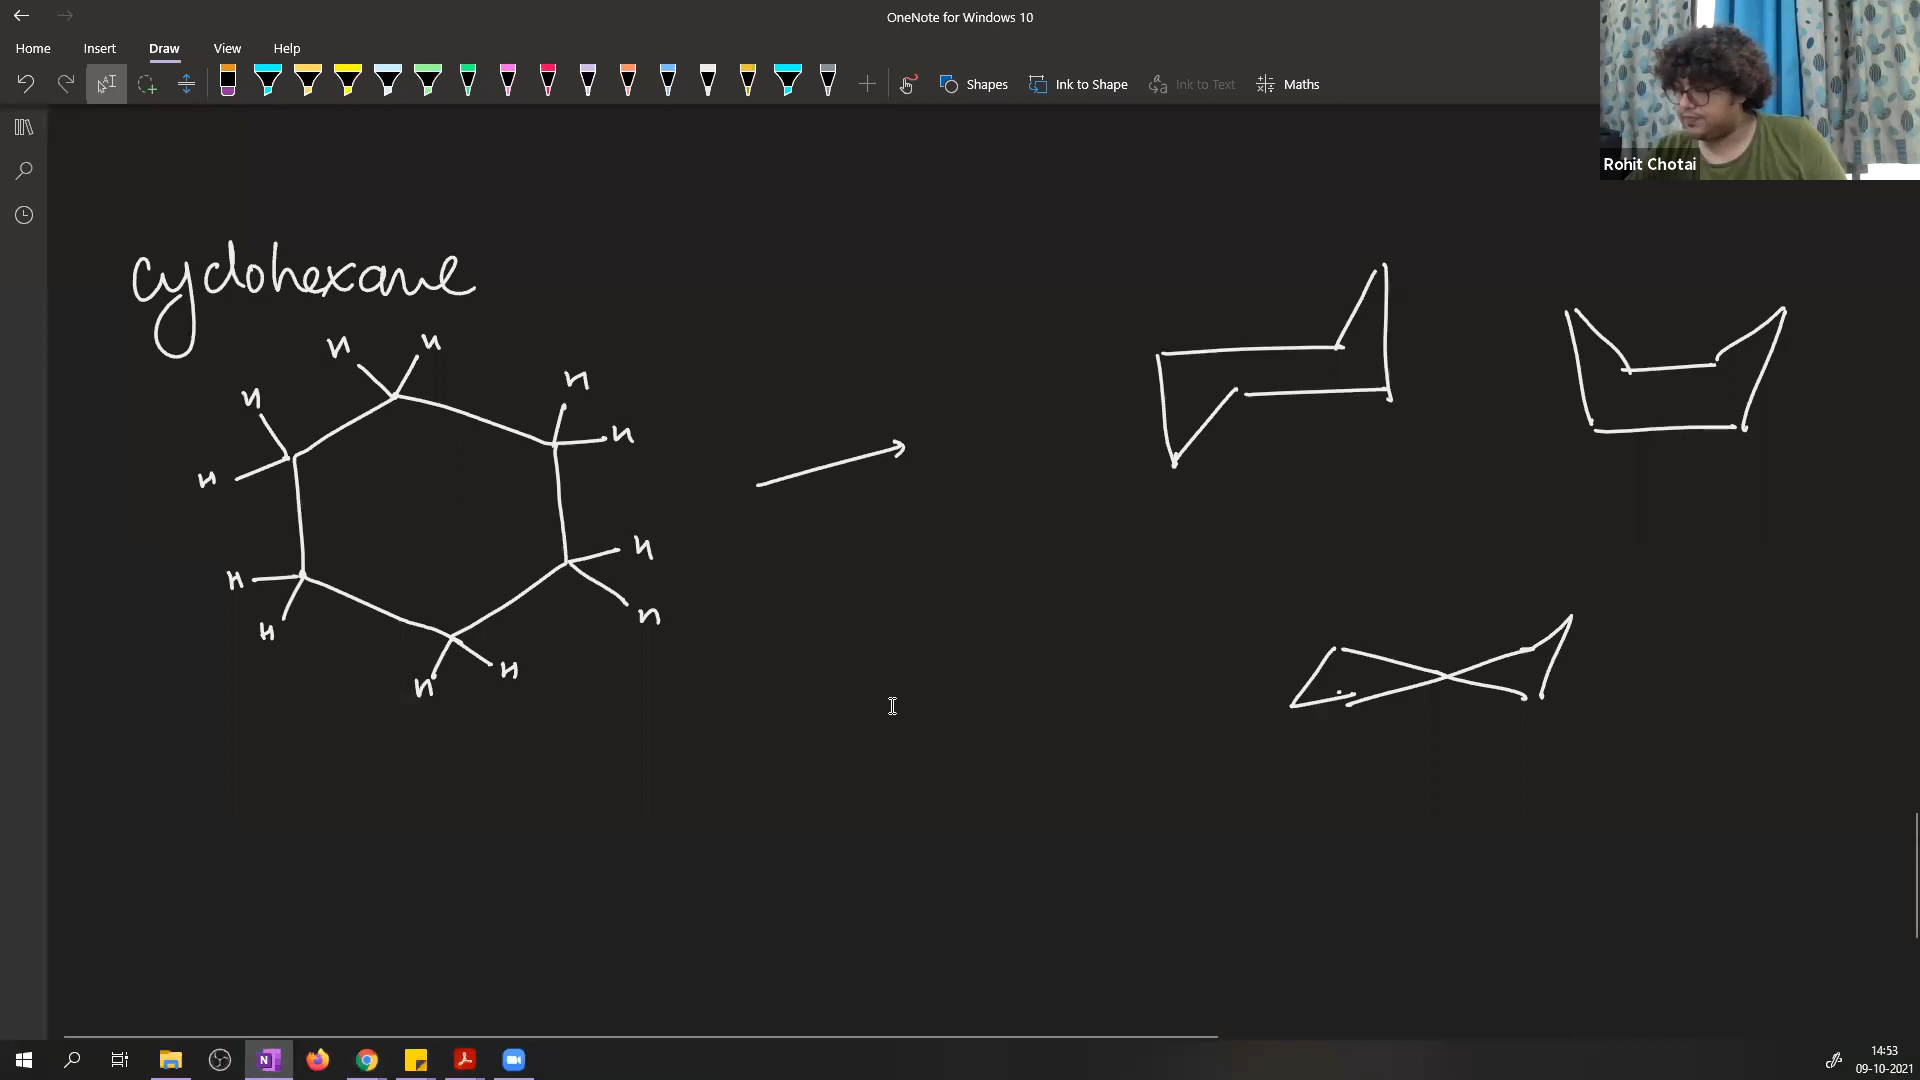 OneNote for Windows 10
Home Insert Draw View Help
Shapes Ink to Shape Ink to Text Maths
Rohit Chotai
cyclohexane
H H
H H
H
H
H H
H H
H
H
14:53
09-10-2021